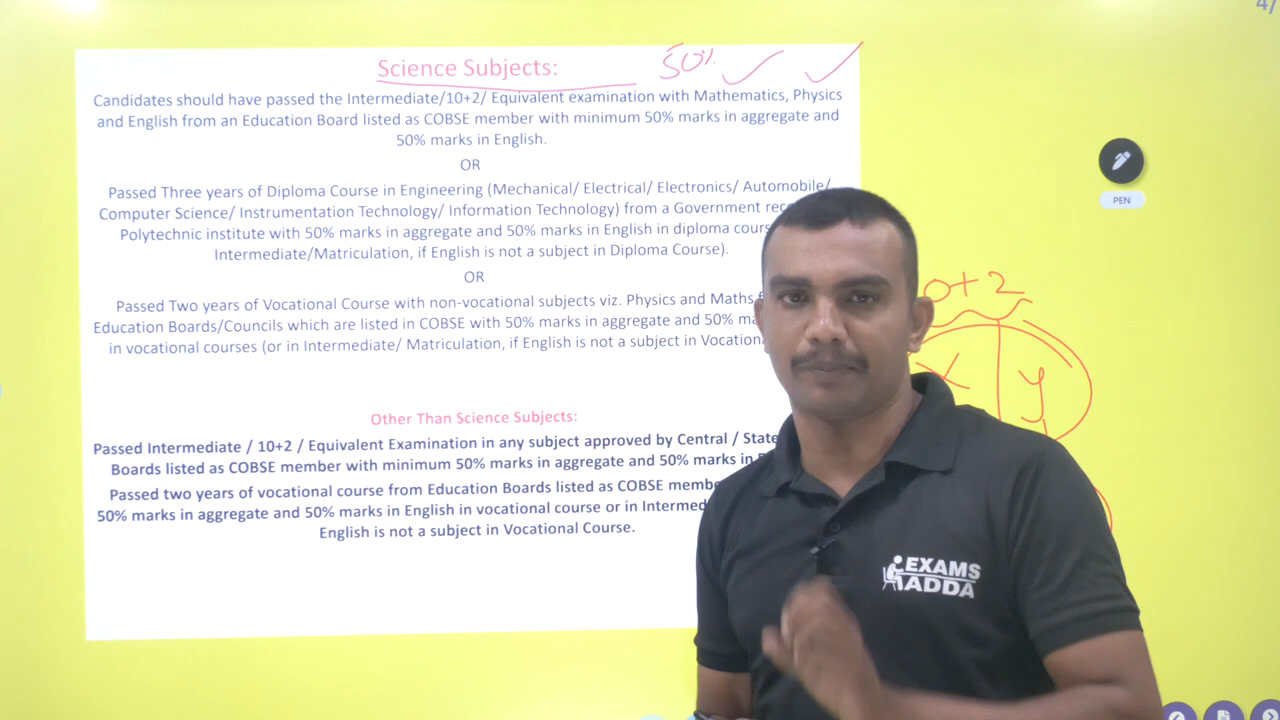 4/
Science Subjects:
50%
Candidates should have passed the Intermediate/10+2/ Equivalent examination with Mathematics, Physics
and English from an Education Board listed as COBSE member with minimum 50% marks in aggregate and
50% marks in English.
OR
Passed Three years of Diploma Course in Engineering (Mechanical/ Electrical/ Electronics/ Automobile/
Computer Science/ Instrumentation Technology/ Information Technology) from a Government
Polytechnic institute with 50% marks in aggregate and 50% marks in English in diploma
Intermediate/Matriculation, if English is not a subject in Diploma Course).
OR
Passed Two years of Vocational Course with non-vocational subjects viz. Physics and Maths
Education Boards/Councils which are listed in COBSE with 50% marks in aggregate and 50%
in vocational courses (or in Intermediate/ Matriculation, if English is not a subject in
Other Than Science Subjects:
Passed Intermediate / 10+2 / Equivalent Examination in any subject approved by Central / State
Boards listed as COBSE member with minimum 50% marks in aggregate and 50% marks in
Passed two years of vocational course from Education Boards listed as COBSE
50% marks in aggregate and 50% marks in English in vocational course or in
English is not a subject in Vocational Course.
PEN
0+2
X y
EXAMS
ADDA